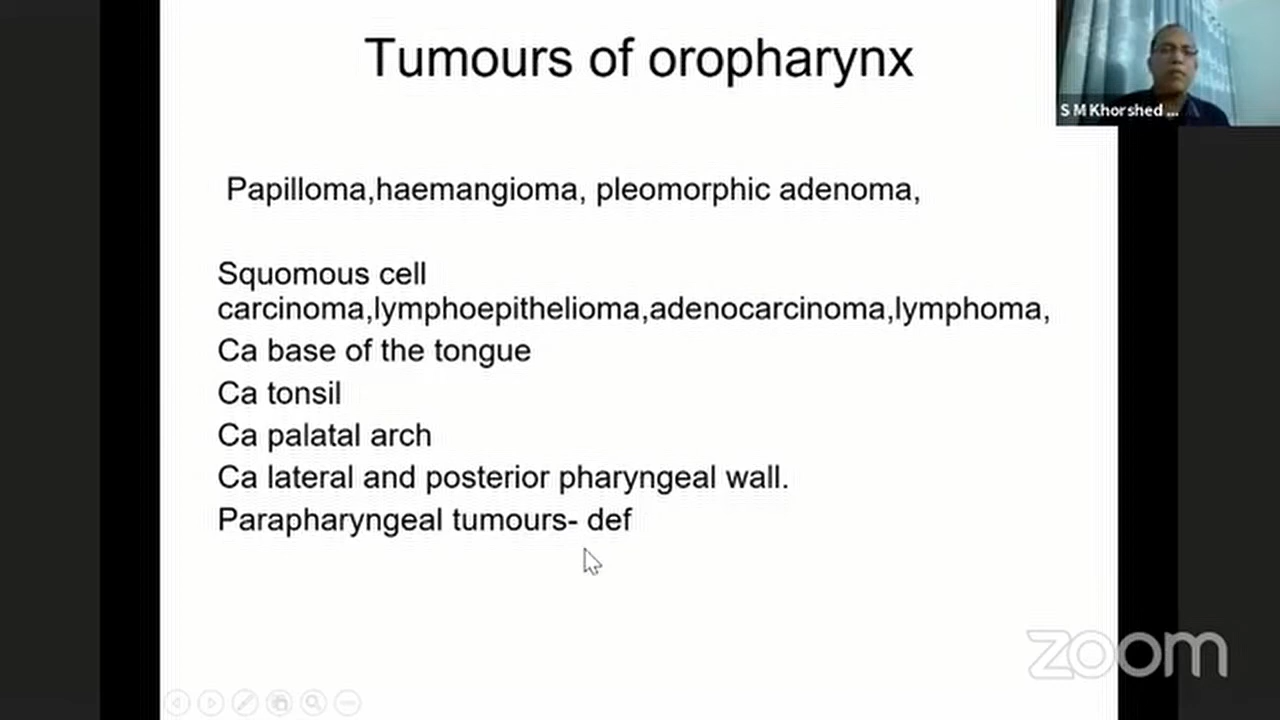 Tumours of oropharynx
S M Khorshed ...
Papilloma,haemangioma, pleomorphic adenoma,
Squomous cell
carcinoma,lymphoepithelioma,adenocarcinoma,lymphoma,
Ca base of the tongue
Ca tonsil
Ca palatal arch
Ca lateral and posterior pharyngeal wall.
Parapharyngeal tumours- def
zoom